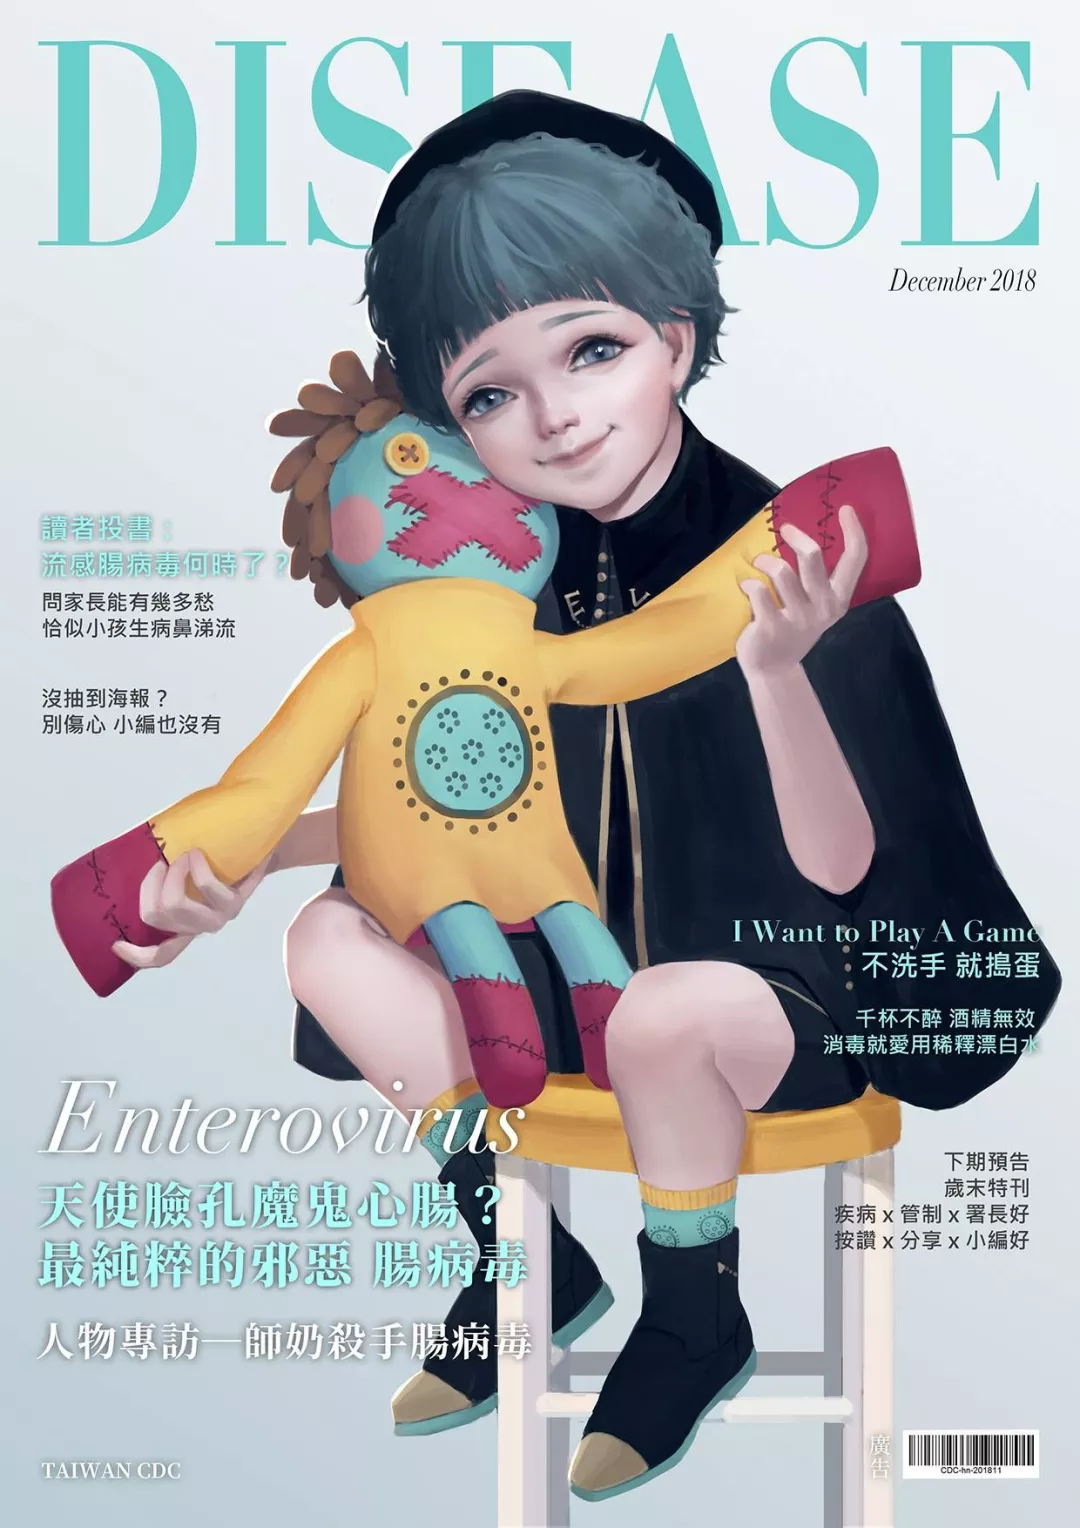 DISEASE
December 2018
讀者投書：
流感腸病毒何時了？
問家長能有幾多愁
恰似小孩生病鼻涕流
沒抽到海報？
別傷心 小編也沒有
E L
I Want to Play A Game
不洗手 就搗蛋
千杯不醉 酒精無效
消毒就愛用稀釋漂白水
Enterovirus
天使臉孔魔鬼心腸？
最純粹的邪惡 腸病毒
人物專訪—師奶殺手腸病毒
下期預告
歲末特刊
疾病 x 管制 x 署長好
按讚 x 分享 x 小編好
TAIWAN CDC
廣告
CDC-hn-201811